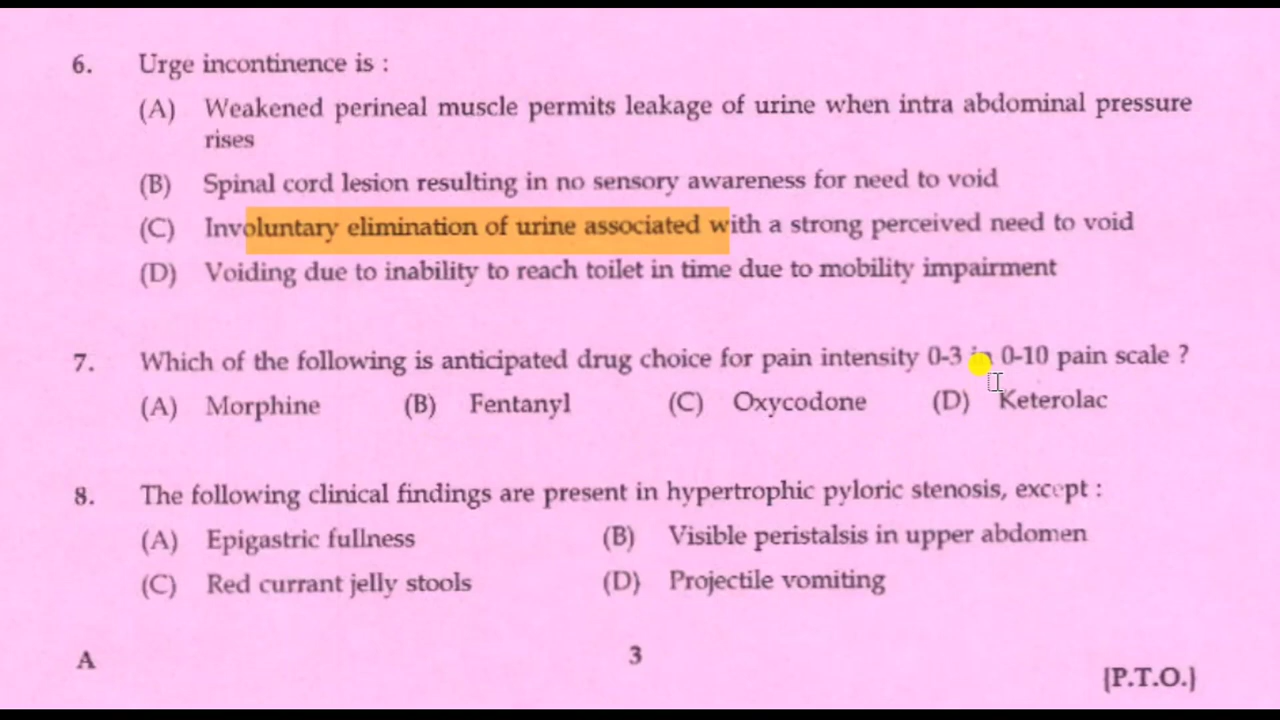 6. Urge incontinence is :
(A) Weakened perineal muscle permits leakage of urine when intra abdominal pressure
rises
(B) Spinal cord lesion resulting in no sensory awareness for need to void
(C) Involuntary elimination of urine associated with a strong perceived need to void
(D) Voiding due to inability to reach toilet in time due to mobility impairment
7. Which of the following is anticipated drug choice for pain intensity 0-3 in 0-10 pain scale ?
(A) Morphine (B) Fentanyl (C) Oxycodone (D) Keterolac
8. The following clinical findings are present in hypertrophic pyloric stenosis, except :
(A) Epigastric fullness (B) Visible peristalsis in upper abdomen
(C) Red currant jelly stools (D) Projectile vomiting
A 3
[P.T.O.]